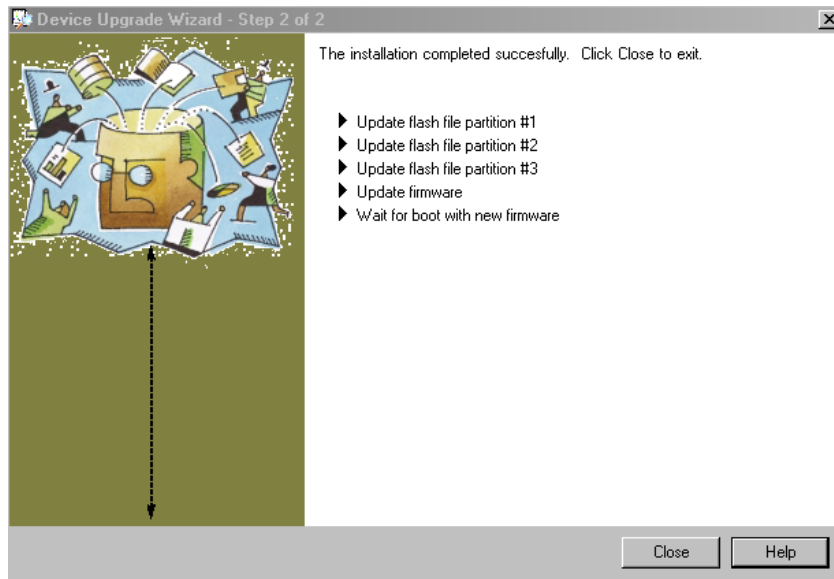 Device Upgrade Wizard - Step 2 of 2
The installation completed succesfully. Click Close to exit.
Update flash file partition #1
Update flash file partition #2
Update flash file partition #3
Update firmware
Wait for boot with new firmware
Close
Help